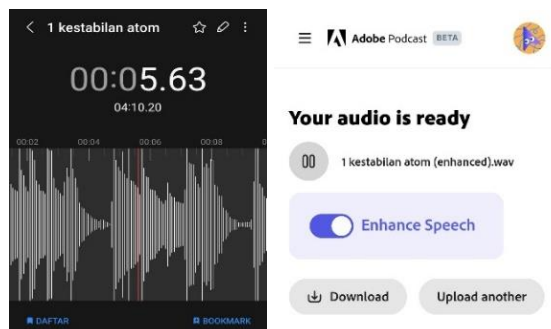 1 kestabilan atom
00:05.63
04:10.20
00:02 00:04 00:06 00:08 0
DAFTAR BOOKMARK
Adobe Podcast BETA
Your audio is ready
1 kestabilan atom (enhanced).wav
Enhance Speech
Download Upload another